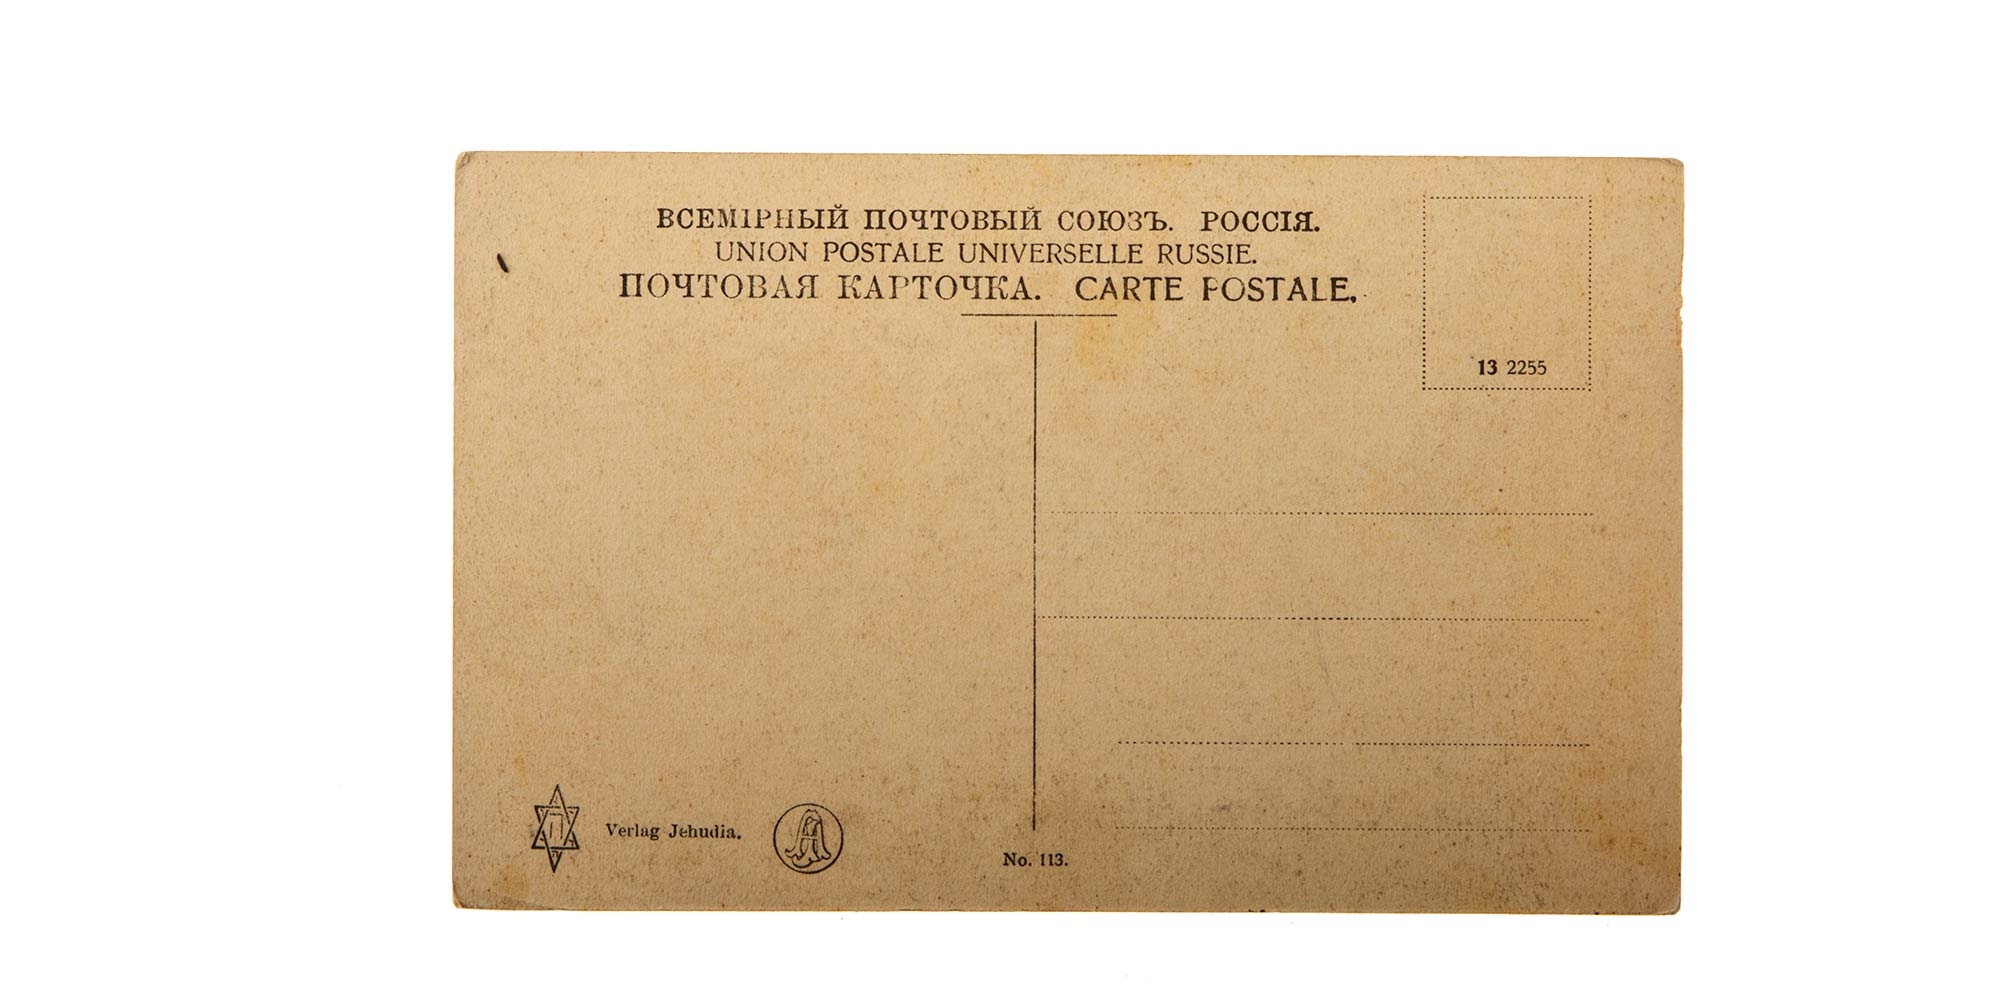 ВСЕМІРНЫЙ ПОЧТОВЫЙ СОЮЗЪ. РОССІЯ.
UNION POSTALE UNIVERSELLE RUSSIE.
ПОЧТОВАЯ КАРТОЧКА. CARTE POSTALE.
13 2255
Verlag Jehudia.
No. 113.